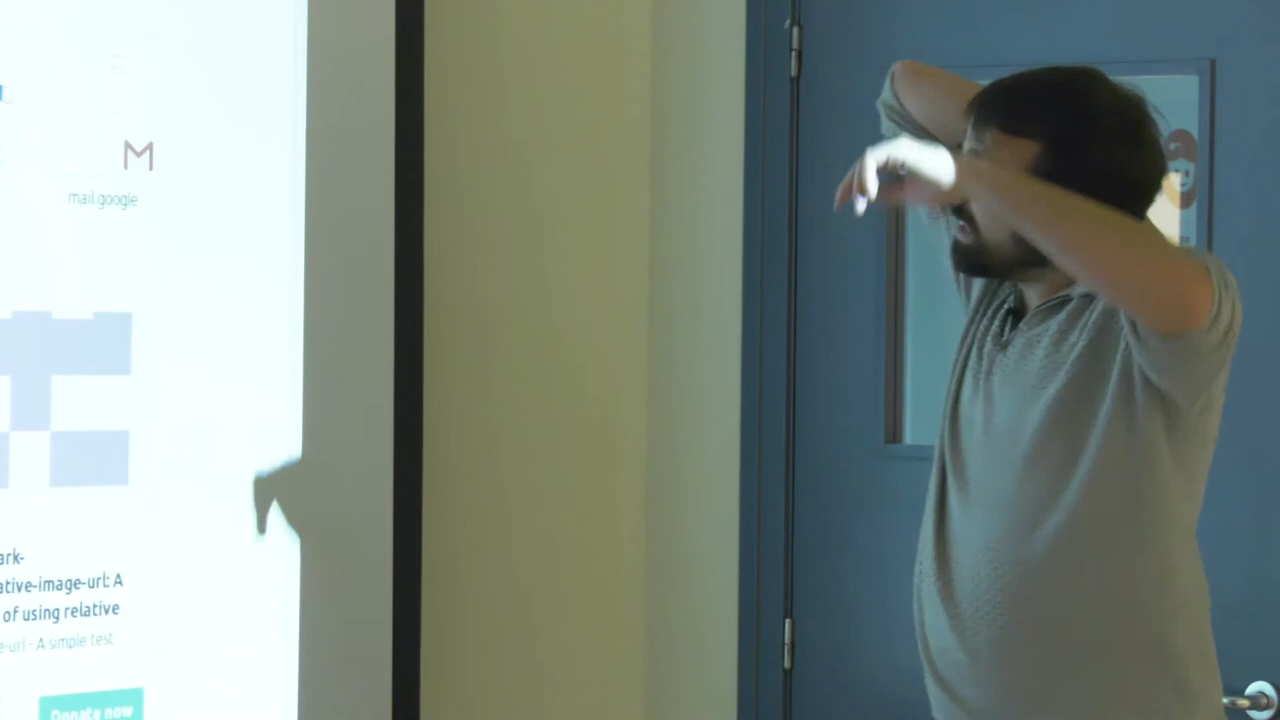 mail.google
ark-
ative-image-url: A
of using relative
e-url - A simple test
Donate now